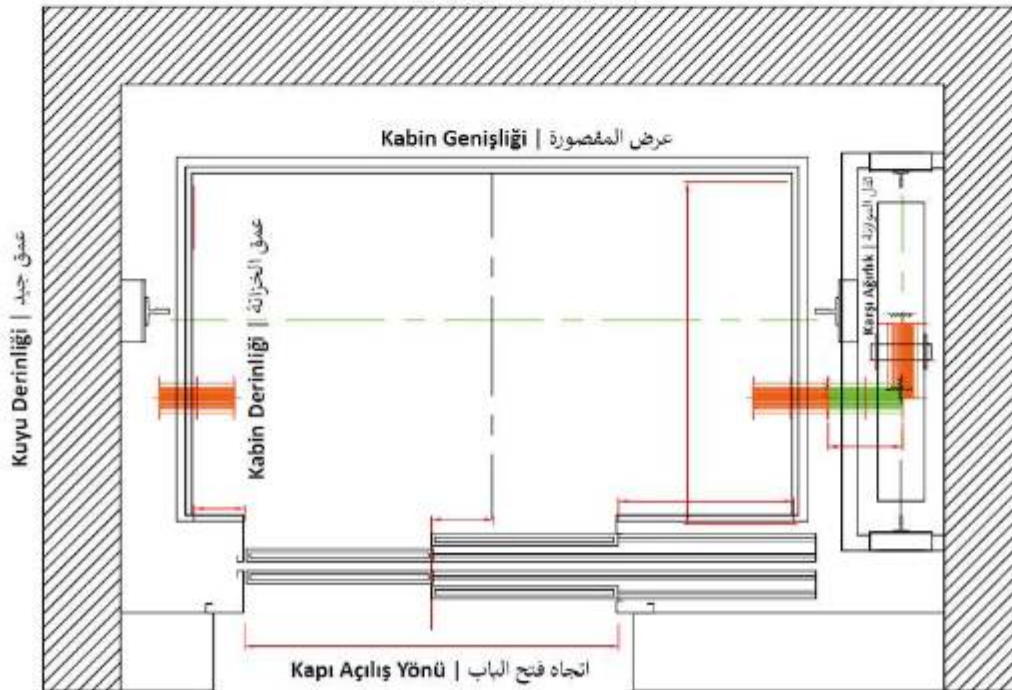 Kabin Genişliği | عرض المقصورة
Kuyu Derinliği | عمق جيد
Kabin Derinliği | عمق الخزانة
Karşı Ağırlık | ثقل الموازنة
Kapı Açılış Yönü | اتجاه فتح الباب